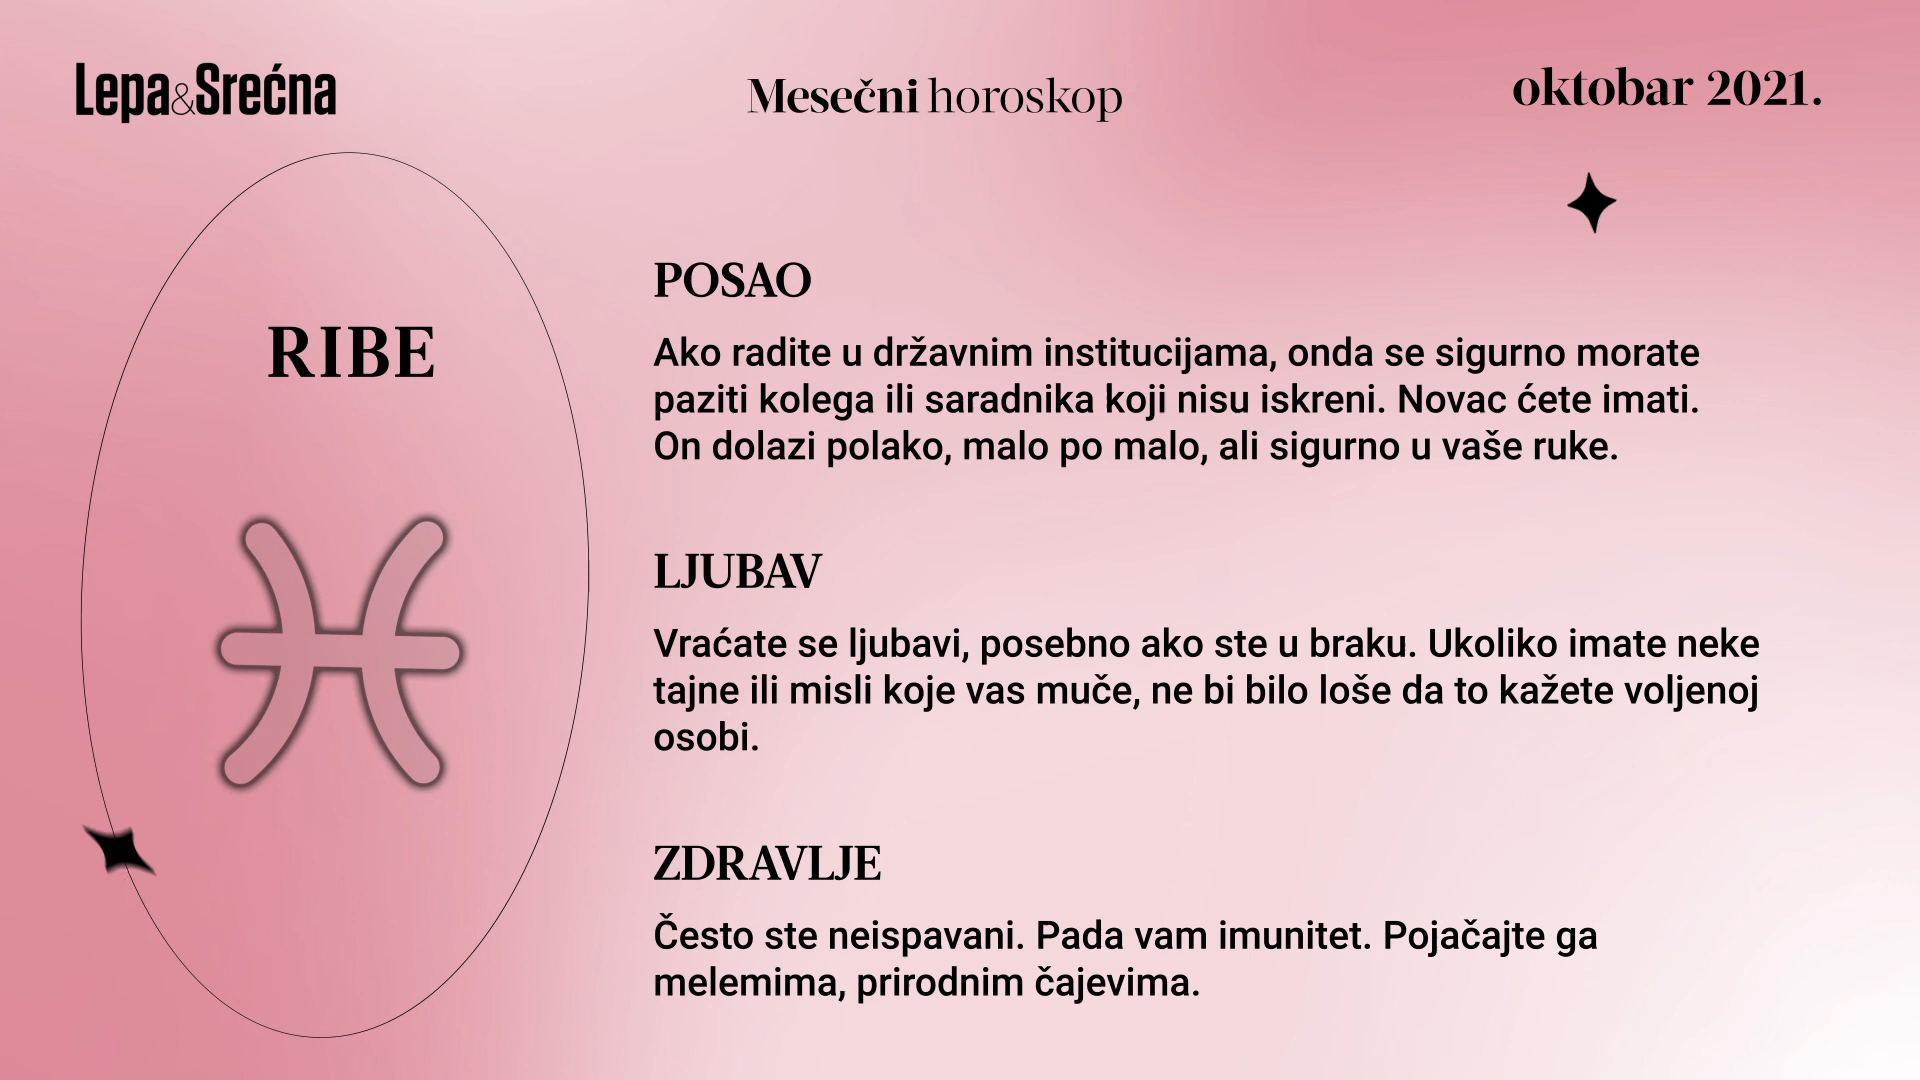 Lepa&Srećna
Mesečni horoskop
oktobar 2021.
RIBE
POSAO
Ako radite u državnim institucijama, onda se sigurno morate
paziti kolega ili saradnika koji nisu iskreni. Novac ćete imati.
On dolazi polako, malo po malo, ali sigurno u vaše ruke.
LJUBAV
Vraćate se ljubavi, posebno ako ste u braku. Ukoliko imate neke
tajne ili misli koje vas muče, ne bi bilo loše da to kažete voljenoj
osobi.
ZDRAVLJE
Često ste neispavani. Pada vam imunitet. Pojačajte ga
melemima, prirodnim čajevima.